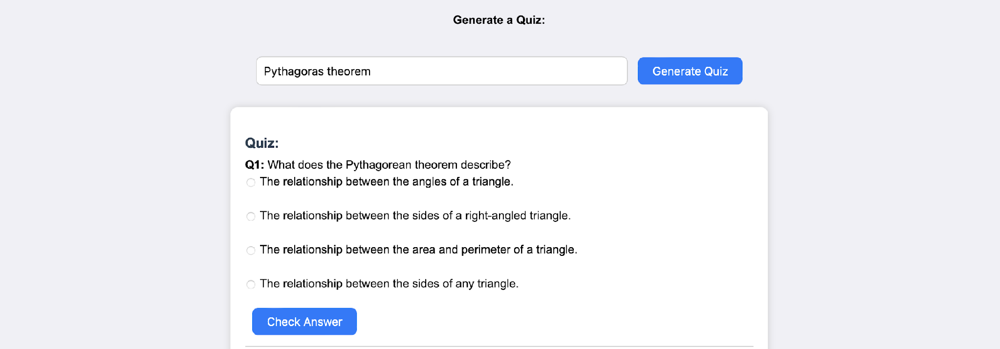 Generate a Quiz:
Pythagoras theorem
Generate Quiz
Quiz:
Q1: What does the Pythagorean theorem describe?
The relationship between the angles of a triangle.
The relationship between the sides of a right-angled triangle.
The relationship between the area and perimeter of a triangle.
The relationship between the sides of any triangle.
Check Answer